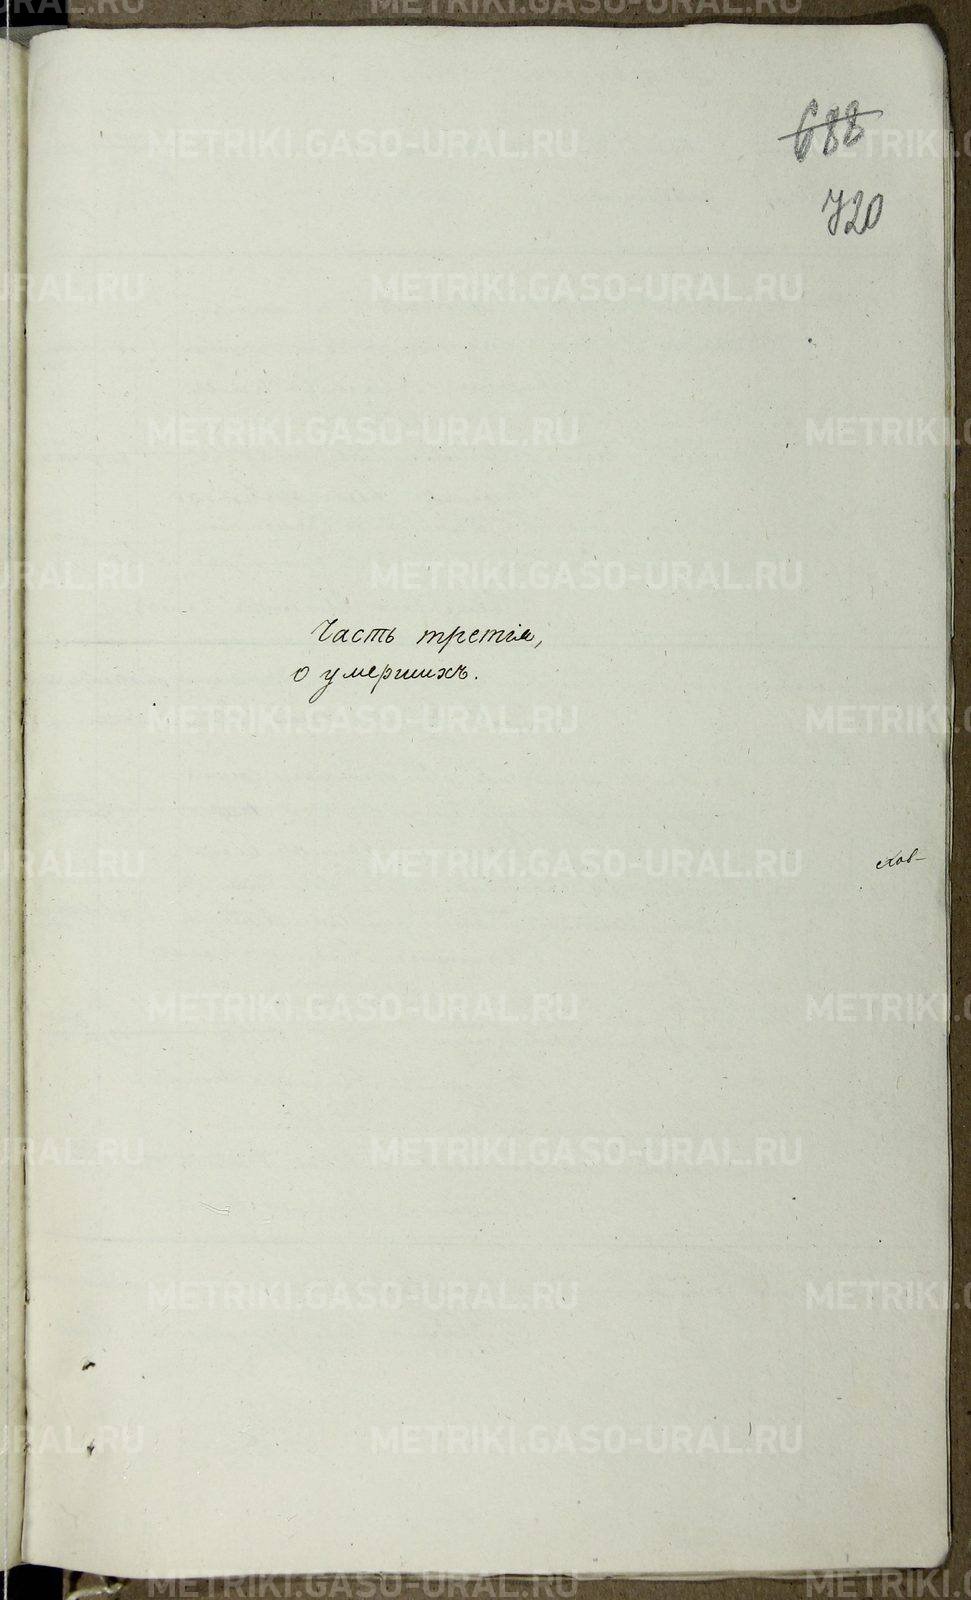 688
720
Часть третія,
о умершихъ.